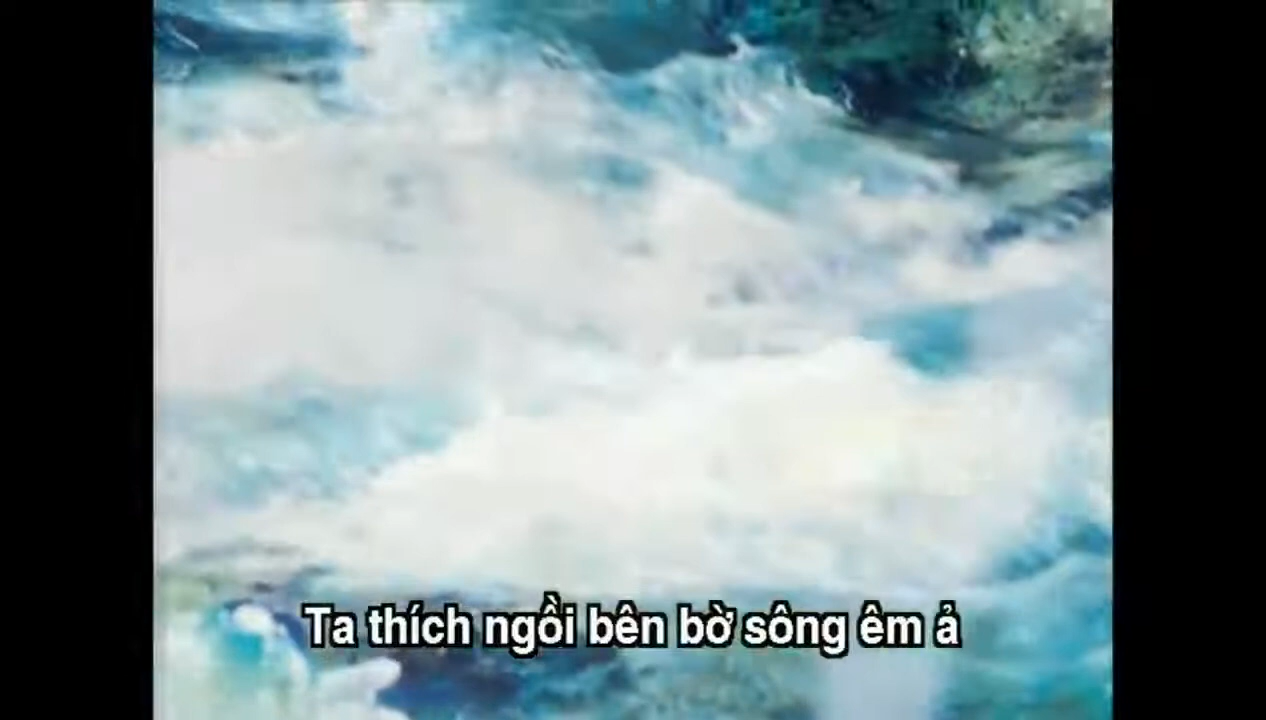 Ta thích ngồi bên bờ sông êm ả